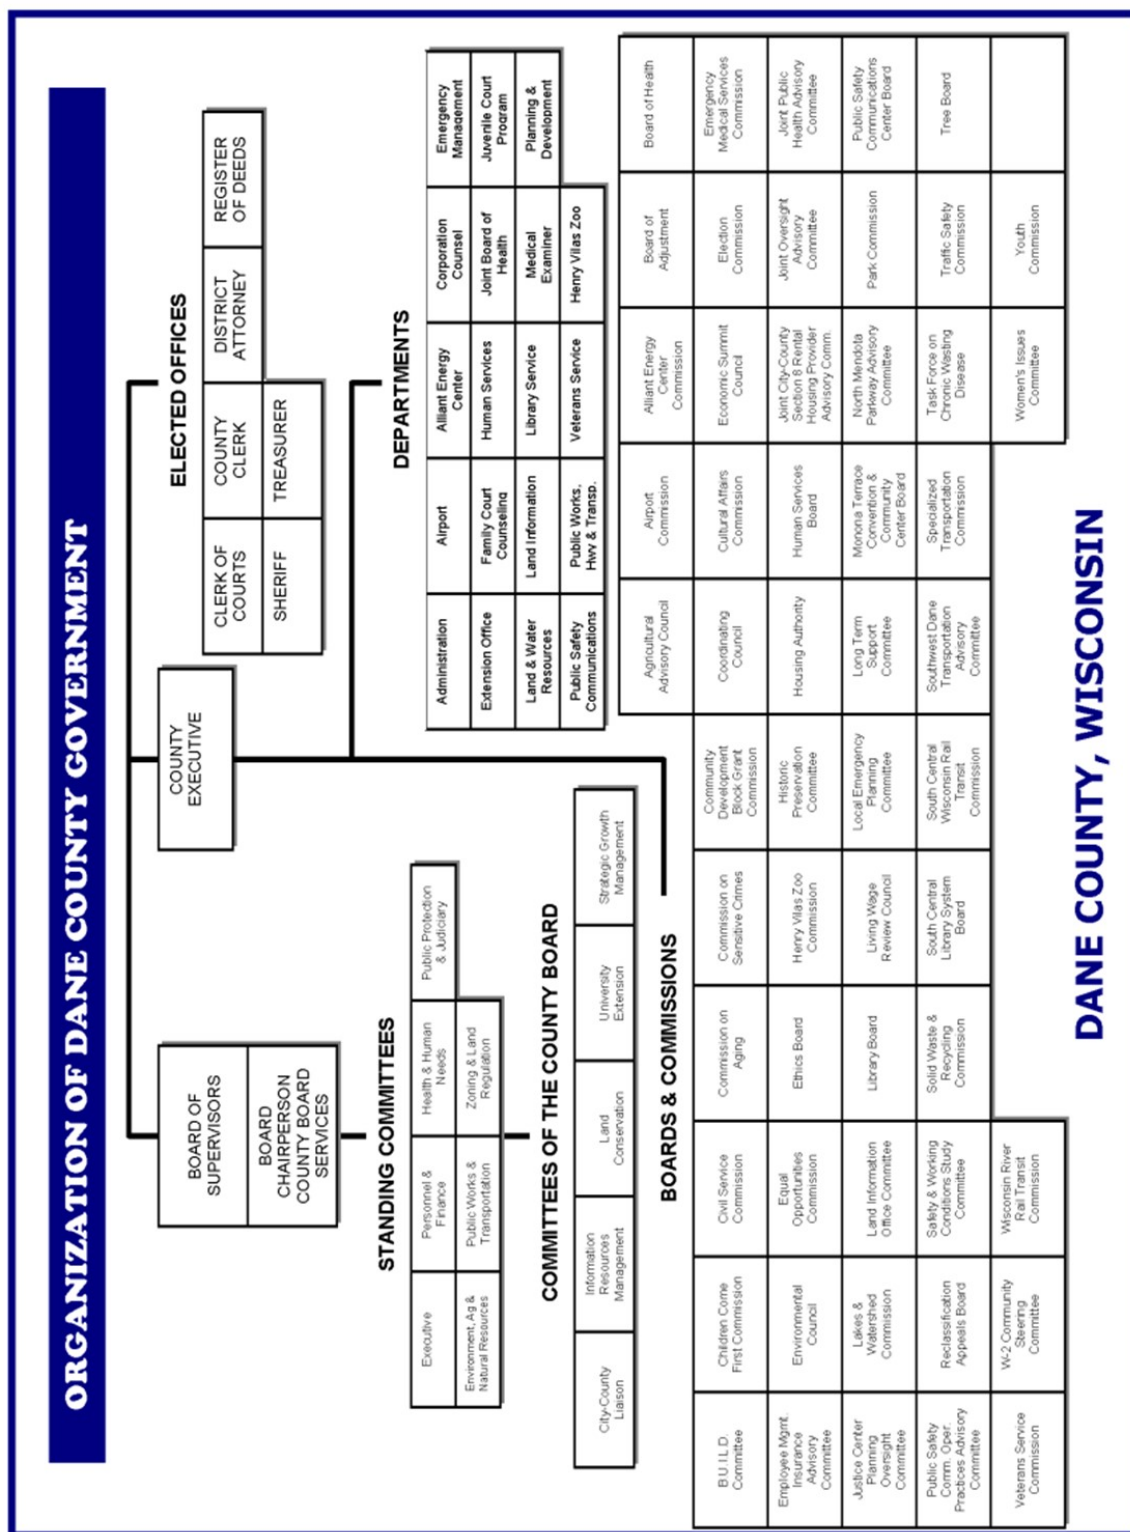 ORGANIZATION OF DANE COUNTY GOVERNMENT
BOARD OF
SUPERVISORS
BOARD
CHAIRPERSON
COUNTY BOARD
SERVICES
COUNTY
EXECUTIVE
ELECTED OFFICES
CLERK OF
COURTS
COUNTY
CLERK
DISTRICT
ATTORNEY
REGISTER
OF DEEDS
SHERIFF
TREASURER
STANDING COMMITTEES
Executive
Personnel &
Finance
Health & Human
Needs
Public Protection
& Judiciary
Environment, Ag &
Natural Resources
Public Works &
Transportation
Zoning & Land
Regulation
COMMITTEES OF THE COUNTY BOARD
City-County
Liaison
Information
Resources
Management
Land
Conservation
University
Extension
Strategic Growth
Management
DEPARTMENTS
Administration
Airport
Alliant Energy
Center
Corporation
Counsel
Emergency
Management
Extension Office
Family Court
Counseling
Human Services
Joint Board of
Health
Juvenile Court
Program
Land & Water
Resources
Land Information
Library Service
Medical
Examiner
Planning &
Development
Public Safety
Communications
Public Works,
Hwy & Transp.
Veterans Service
Henry Vilas Zoo
BOARDS & COMMISSIONS
Agricultural
Advisory Council
Airport
Commission
Alliant Energy
Center
Commission
Board of
Adjustment
Board of Health
B.U.I.L.D.
Committee
Children Come
First Commission
Civil Service
Commission
Commission on
Aging
Commission on
Sensitive Crimes
Community
Development
Block Grant
Commission
Coordinating
Council
Cultural Affairs
Commission
Economic Summit
Council
Election
Commission
Emergency
Medical Services
Commission
Employee Mgmt.
Insurance
Advisory
Committee
Environmental
Council
Equal
Opportunities
Commission
Ethics Board
Henry Vilas Zoo
Commission
Historic
Preservation
Committee
Housing Authority
Human Services
Board
Joint City-County
Section 8 Rental
Housing Provider
Advisory Comm.
Joint Oversight
Advisory
Committee
Joint Public
Health Advisory
Committee
Justice Center
Planning
Oversight
Committee
Lakes &
Watershed
Commission
Land Information
Office Committee
Library Board
Living Wage
Review Council
Local Emergency
Planning
Committee
Long Term
Support
Committee
Monona Terrace
Convention &
Community
Center Board
North Mendota
Parkway Advisory
Committee
Park Commission
Public Safety
Communications
Center Board
Public Safety
Comm. Oper.
Practices Advisory
Committee
Reclassification
Appeals Board
Safety & Working
Conditions Study
Committee
Solid Waste &
Recycling
Commission
South Central
Library System
Board
South Central
Wisconsin Rail
Transit
Commission
Southwest Dane
Transportation
Advisory
Committee
Specialized
Transportation
Commission
Task Force on
Chronic Wasting
Disease
Traffic Safety
Commission
Tree Board
Veterans Service
Commission
W-2 Community
Steering
Committee
Wisconsin River
Rail Transit
Commission
Women's Issues
Committee
Youth
Commission
DANE COUNTY, WISCONSIN